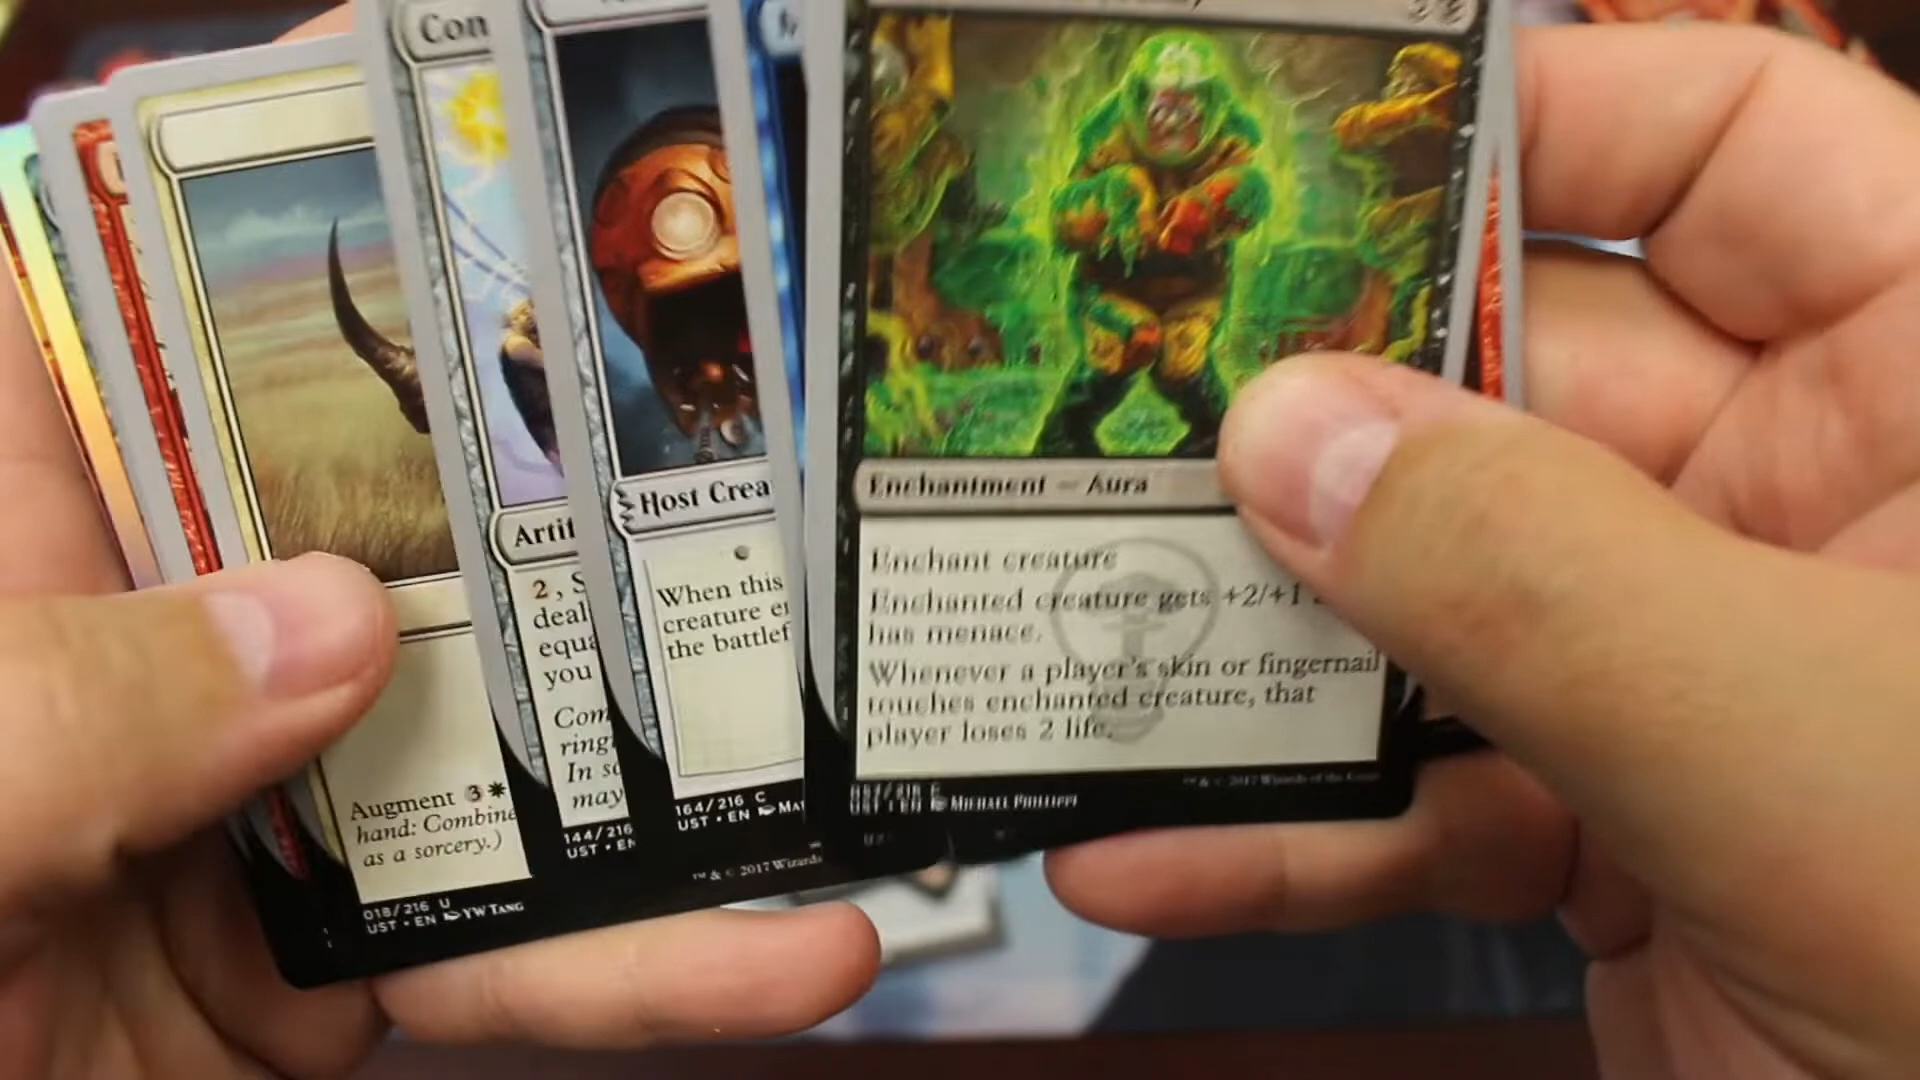 Augment 3
hand: Combine
as a sorcery.)
018/216 U
UST • EN YW TANG
Con
Artif
2, S
deal
equa
you
Com
ring
In so
may
144/216
UST • EN
Host Crea
When this
creature e
the battlef
164/216 C
UST • EN MA
™ & © 2017 Wizards
Enchantment — Aura
Enchant creature
Enchanted creature gets +2/+1
has menace.
Whenever a player's skin or fingernail
touches enchanted creature, that
player loses 2 life.
UST • EN MICHAEL PHILLIPPI
™ & © 2017 Wizards of the Coast